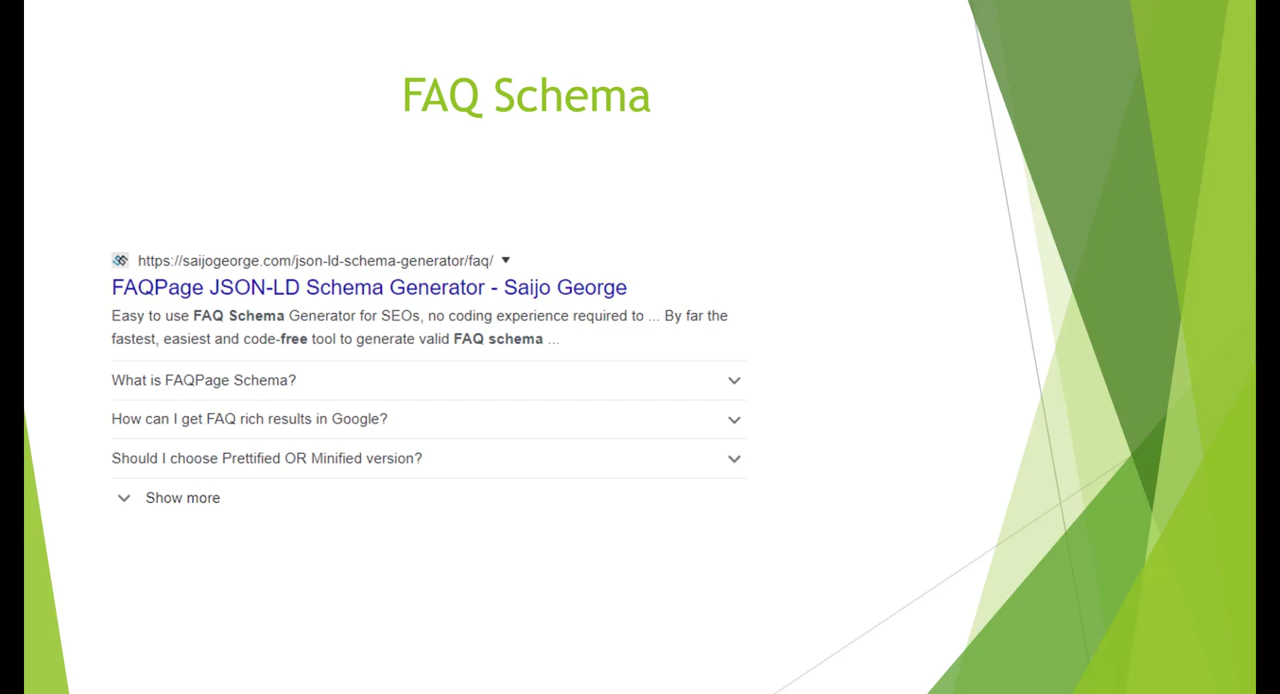 FAQ Schema
https://saijogeorge.com/json-ld-schema-generator/faq/
FAQPage JSON-LD Schema Generator - Saijo George
Easy to use FAQ Schema Generator for SEOs, no coding experience required to ... By far the
fastest, easiest and code-free tool to generate valid FAQ schema ...
What is FAQPage Schema?
How can I get FAQ rich results in Google?
Should I choose Prettified OR Minified version?
Show more